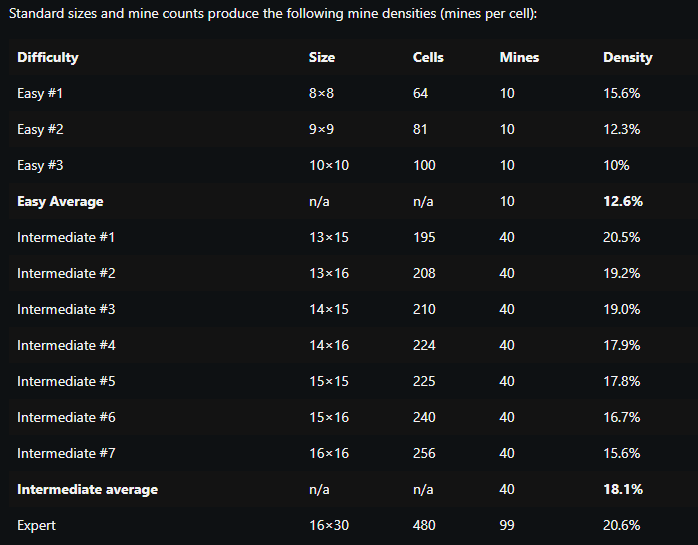 Standard sizes and mine counts produce the following mine densities (mines per cell):
Difficulty Size Cells Mines Density
Easy #1 8×8 64 10 15.6%
Easy #2 9×9 81 10 12.3%
Easy #3 10×10 100 10 10%
Easy Average n/a n/a 10 12.6%
Intermediate #1 13×15 195 40 20.5%
Intermediate #2 13×16 208 40 19.2%
Intermediate #3 14×15 210 40 19.0%
Intermediate #4 14×16 224 40 17.9%
Intermediate #5 15×15 225 40 17.8%
Intermediate #6 15×16 240 40 16.7%
Intermediate #7 16×16 256 40 15.6%
Intermediate average n/a n/a 40 18.1%
Expert 16×30 480 99 20.6%